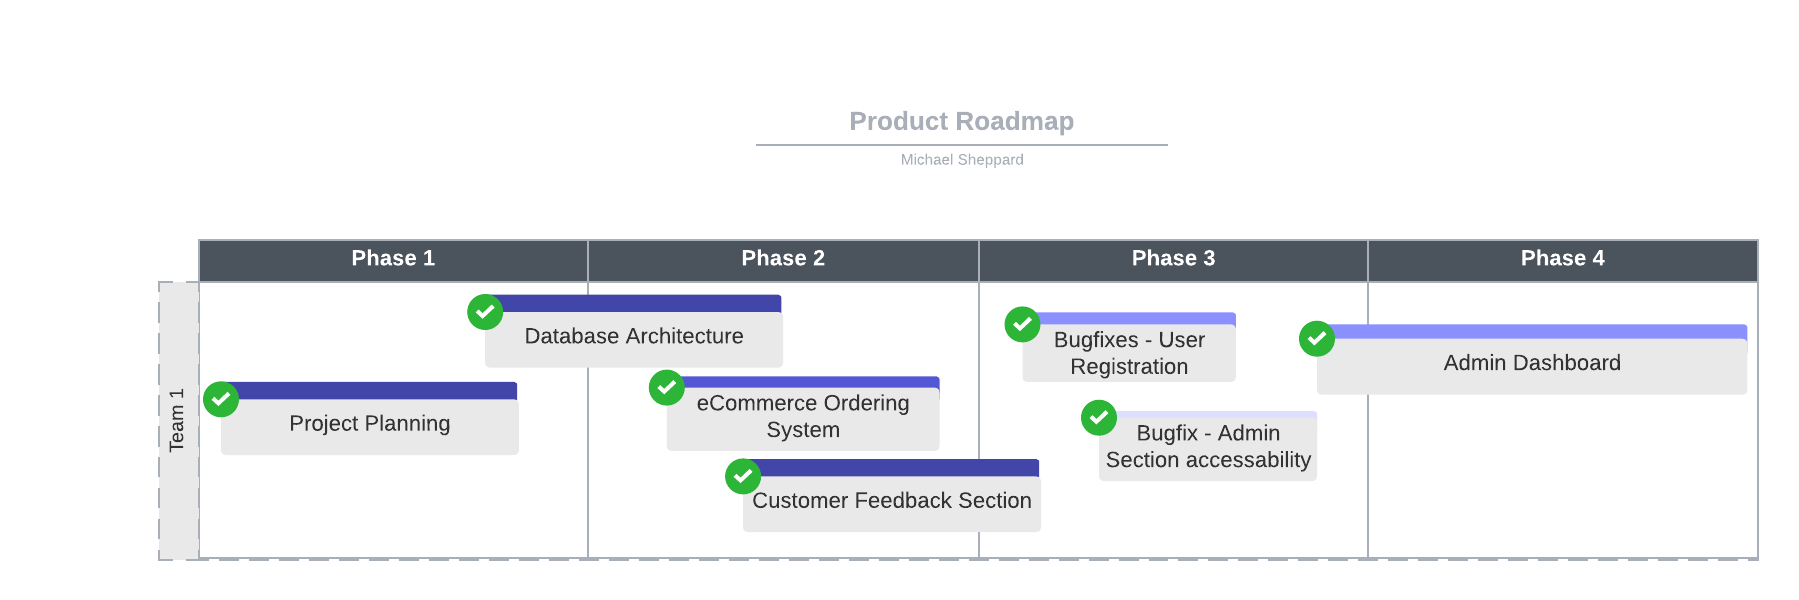 Product Roadmap
Michael Sheppard
Phase 1
Phase 2
Phase 3
Phase 4
Team 1
Database Architecture
Project Planning
eCommerce Ordering
System
Customer Feedback Section
Bugfixes - User
Registration
Bugfix - Admin
Section accessability
Admin Dashboard